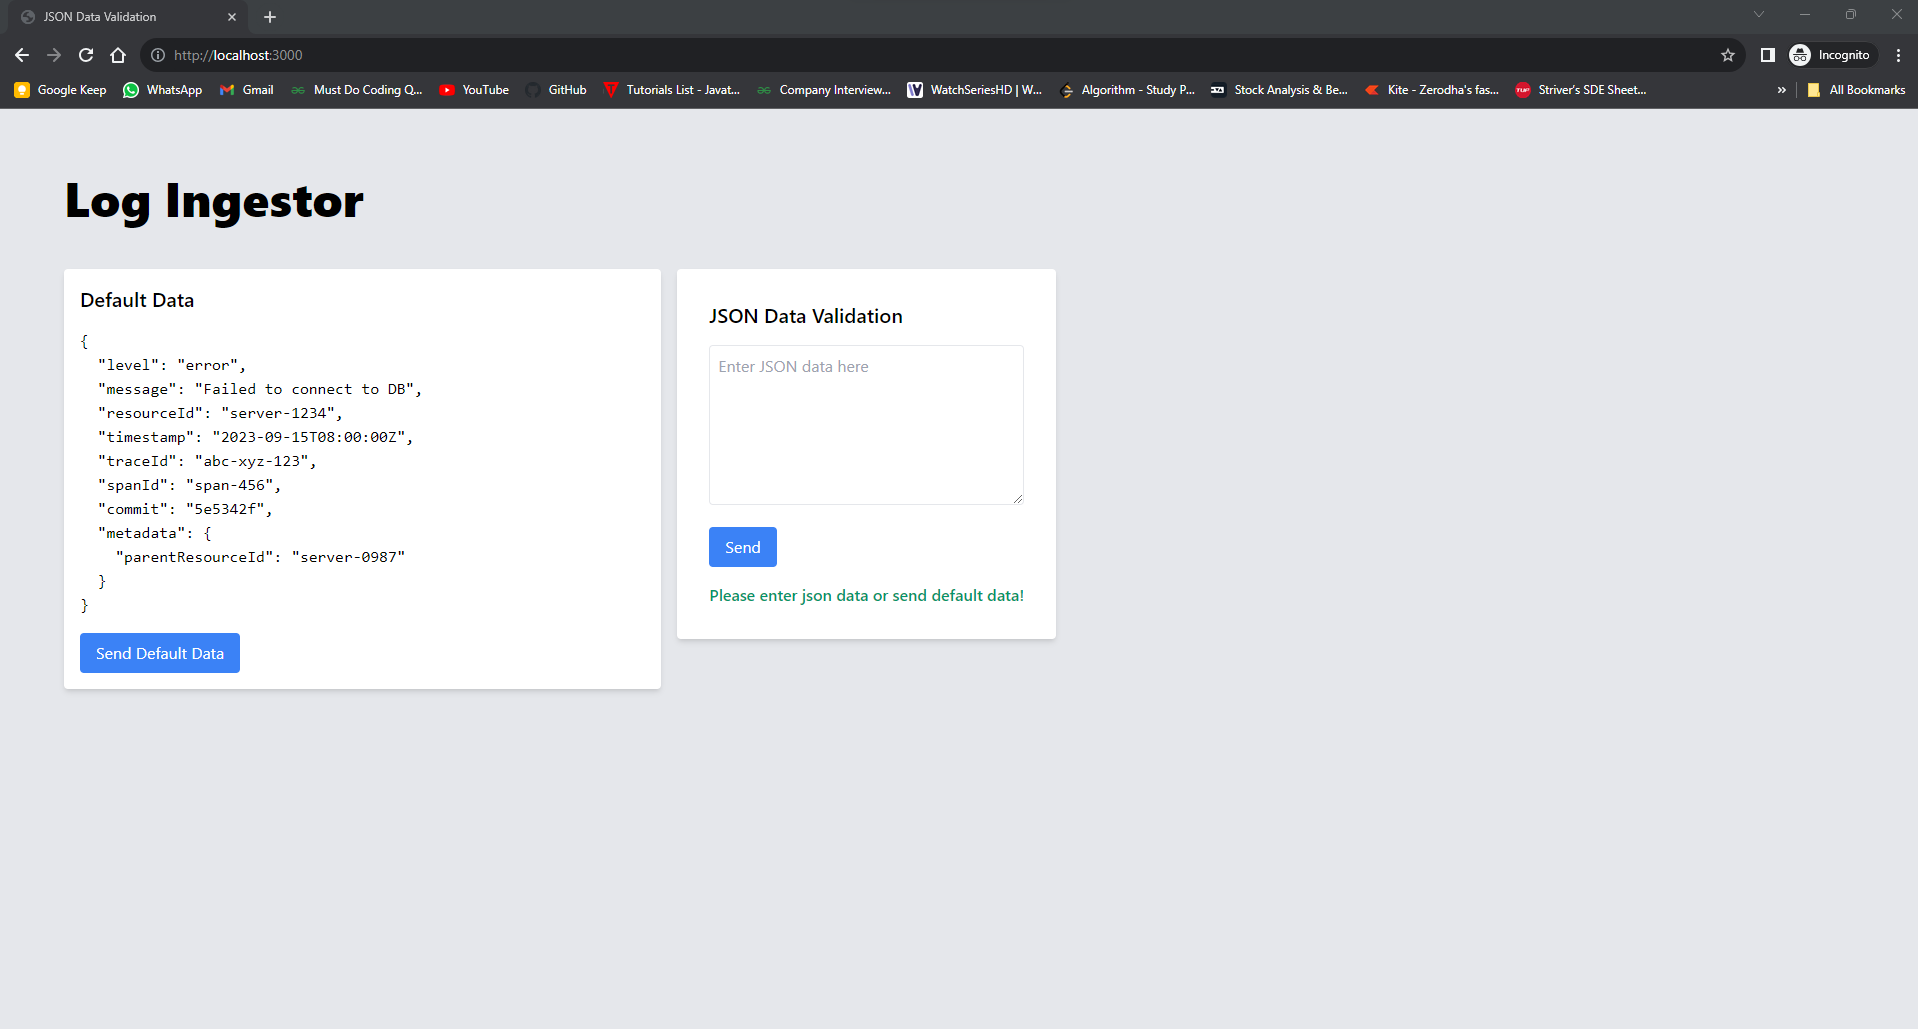 JSON Data Validation
http://localhost:3000
Incognito
Google Keep
WhatsApp
Gmail
Must Do Coding Q...
YouTube
GitHub
Tutorials List - Javat...
Company Interview...
WatchSeriesHD | W...
Algorithm - Study P...
Stock Analysis & Be...
Kite - Zerodha's fas...
Striver's SDE Sheet...
»
All Bookmarks
Log Ingestor
Default Data
{
  "level": "error",
  "message": "Failed to connect to DB",
  "resourceId": "server-1234",
  "timestamp": "2023-09-15T08:00:00Z",
  "traceId": "abc-xyz-123",
  "spanId": "span-456",
  "commit": "5e5342f",
  "metadata": {
    "parentResourceId": "server-0987"
  }
}
Send Default Data
JSON Data Validation
Enter JSON data here
Send
Please enter json data or send default data!